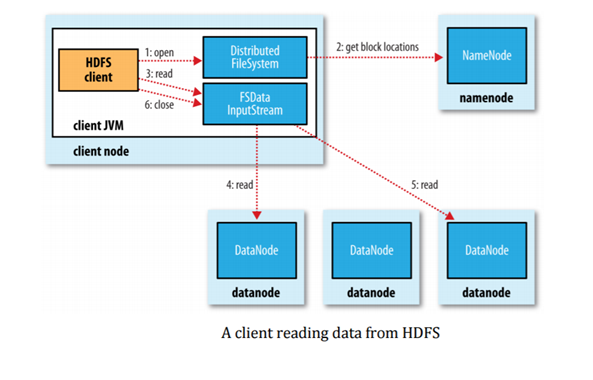 HDFS
client
1: open
3: read
6: close
Distributed
FileSystem
FSData
InputStream
client JVM
client node
2: get block locations
NameNode
namenode
4: read
5: read
DataNode
datanode
DataNode
datanode
DataNode
datanode
A client reading data from HDFS